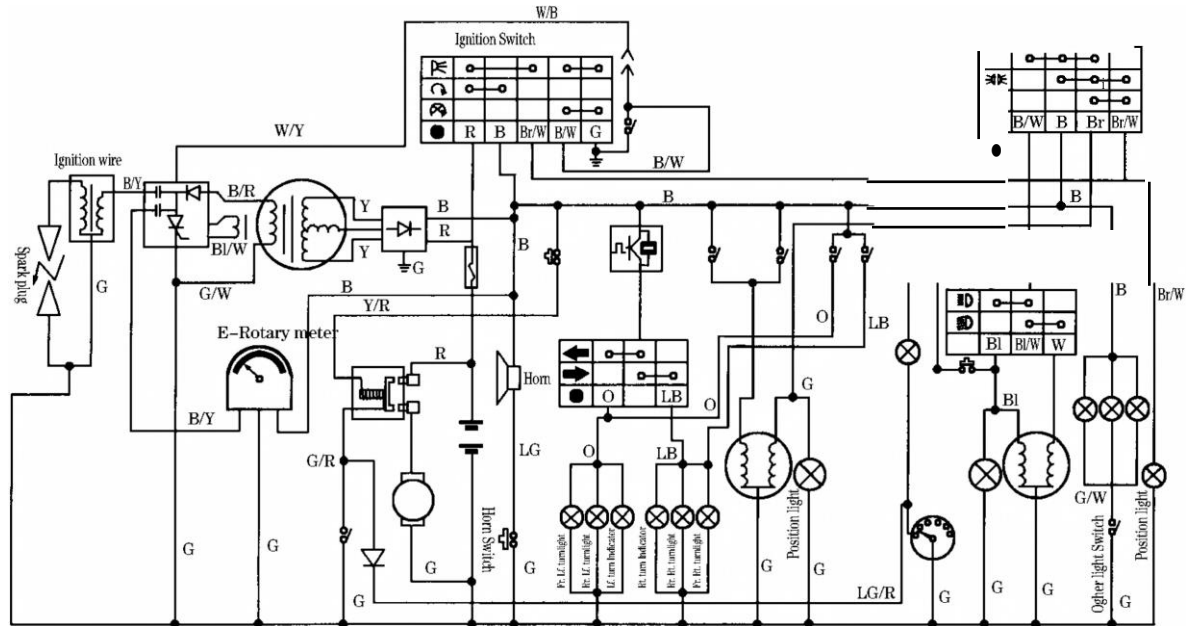 W/B
Ignition Switch
R B Br/W B/W G
B/W B Br Br/W
W/Y
B/W
Ignition wire
B/Y
B/R
Y
B
B
B
R
Bl/W
Y
G
B
Spark plug
G
G/W
B
B
Br/W
Y/R
O
LB
E-Rotary meter
R
Horn
Bl Bl/W W
O LB
O
G
Bl
B/Y
LG
O
LB
G/R
G/W
Horn Switch
Fr. Lf. turnlight
Rr. Lf. turnlight
Lf. turn Indicator
Rt. turn Indicator
Rr. Rt. turnlight
Fr. Rt. turnlight
Position light
Ogher light Switch
Position light
G
G
G
G
G
G
G
G
G
G
G
LG/R
G
G